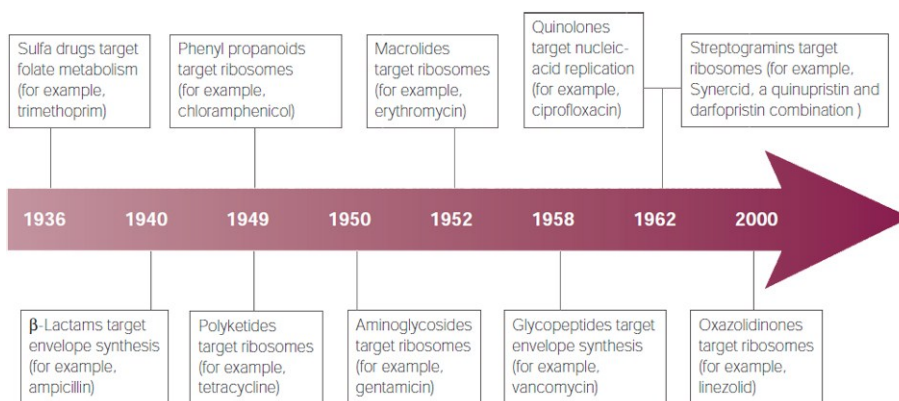 Sulfa drugs target
folate metabolism
(for example,
trimethoprim)
Phenyl propanoids
target ribosomes
(for example,
chloramphenicol)
Macrolides
target ribosomes
(for example,
erythromycin)
Quinolones
target nucleic-
acid replication
(for example,
ciprofloxacin)
Streptogramins target
ribosomes (for example,
Synercid, a quinupristin and
darfopristin combination )
1936 1940 1949 1950 1952 1958 1962 2000
β-Lactams target
envelope synthesis
(for example,
ampicillin)
Polyketides
target ribosomes
(for example,
tetracycline)
Aminoglycosides
target ribosomes
(for example,
gentamicin)
Glycopeptides target
envelope synthesis
(for example,
vancomycin)
Oxazolidinones
target ribosomes
(for example,
linezolid)